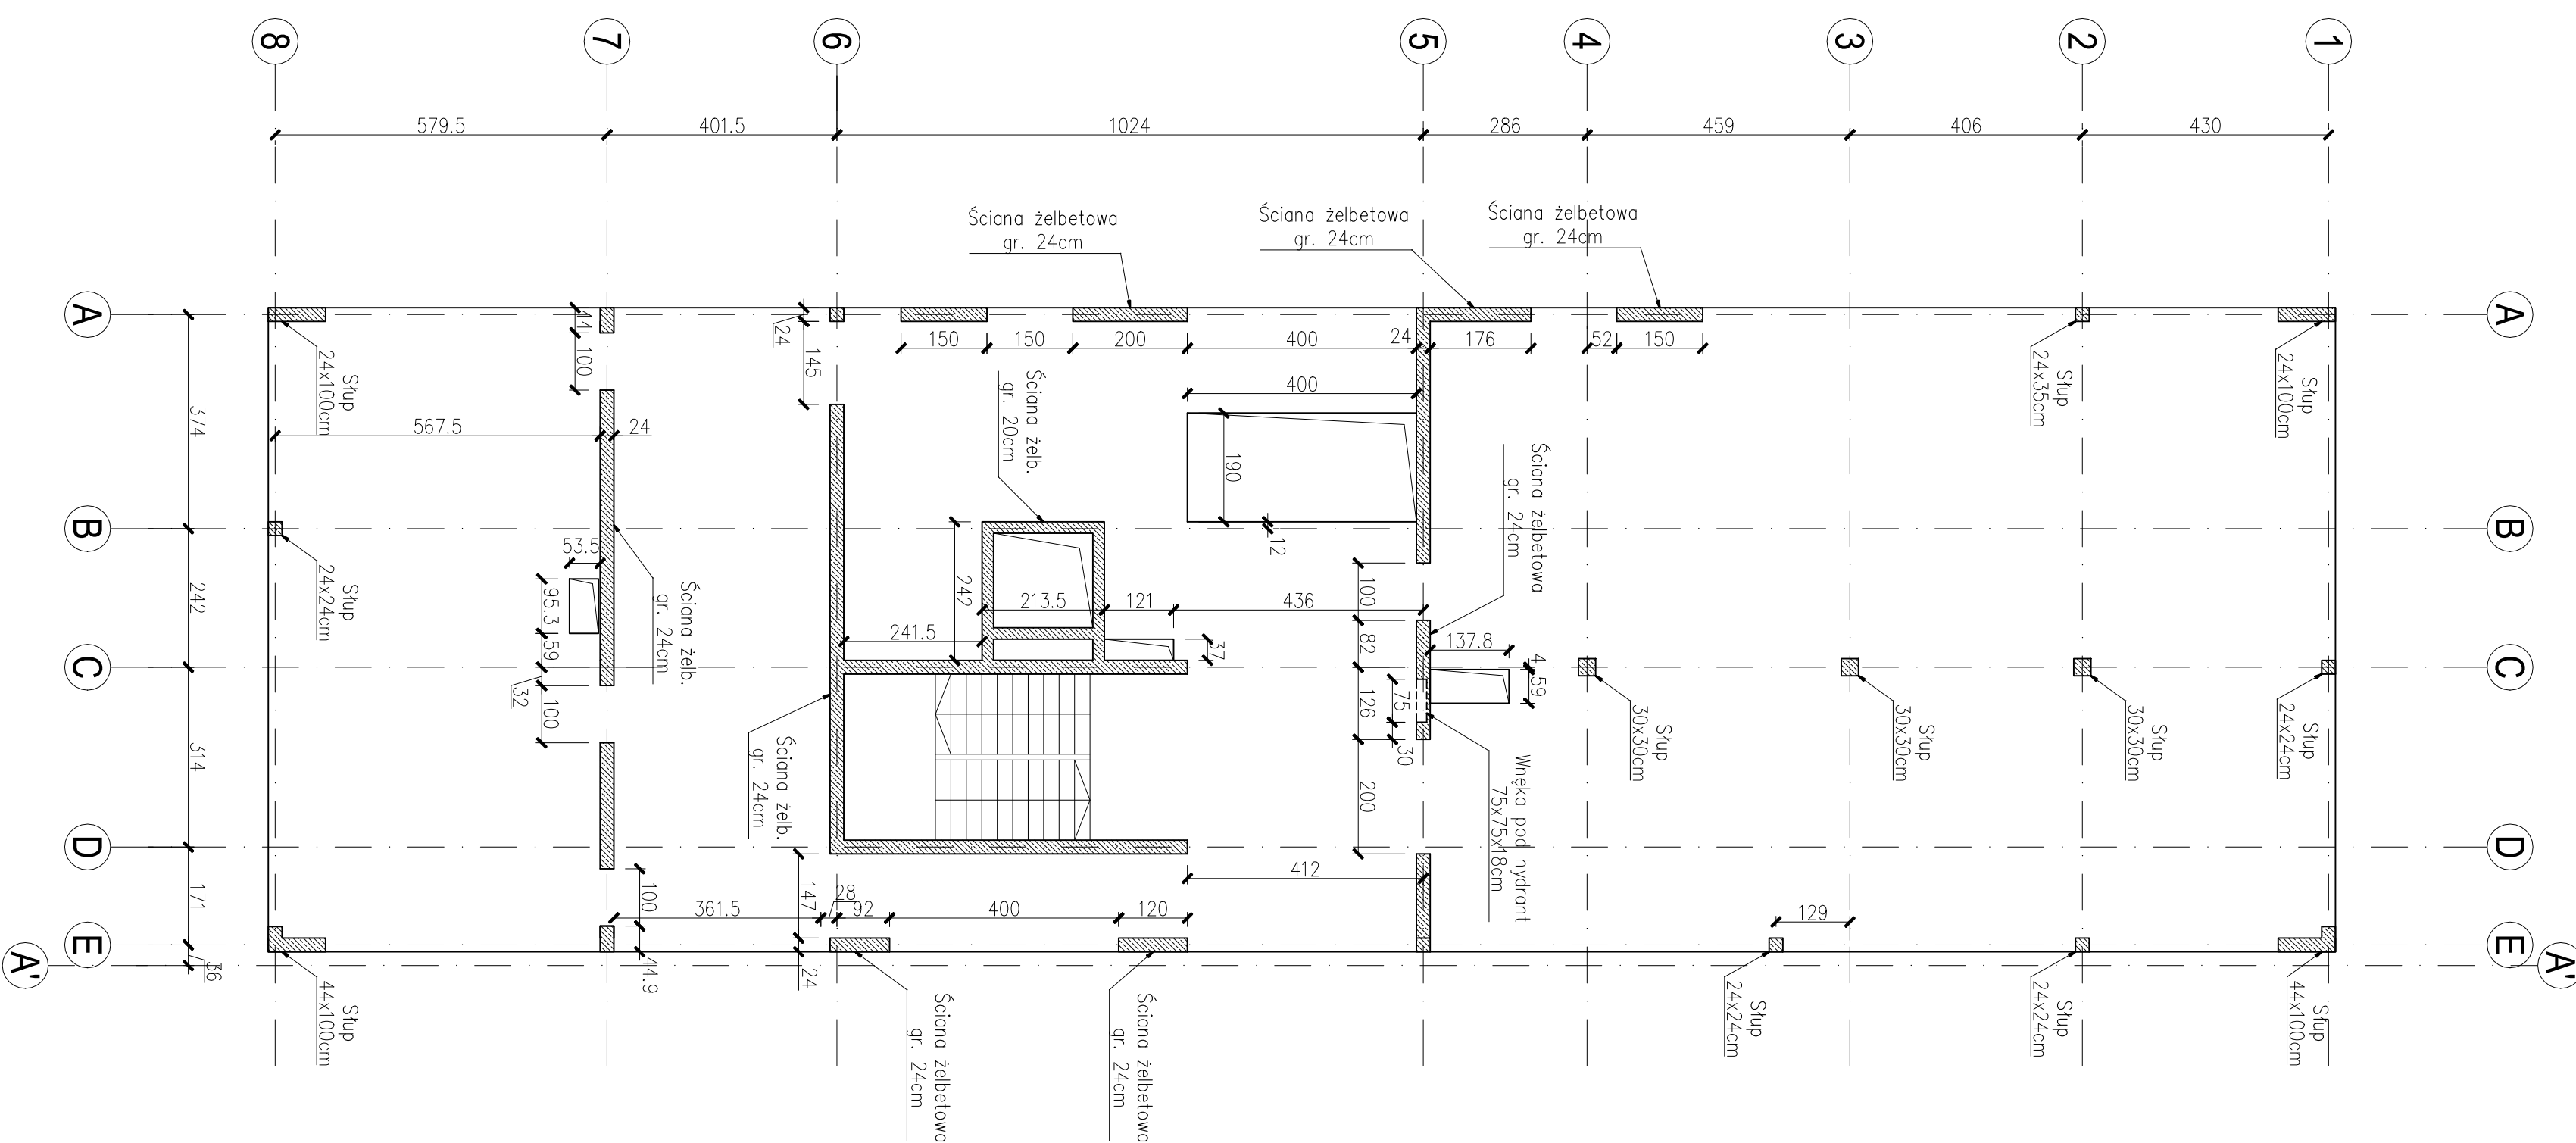 8
7
6
5
4
3
2
1
579.5
401.5
1024
286
459
406
430
Ściana żelbetowa
gr. 24cm
Ściana żelbetowa
gr. 24cm
Ściana żelbetowa
gr. 24cm
A
A
44
100
24
145
150
150
200
400
24
176
52
150
Słup
24x100cm
Słup
24x35cm
Słup
24x100cm
374
567.5
24
Ściana żelb.
gr. 20cm
400
190
12
Ściana żelbetowa
gr. 24cm
B
B
Słup
24x24cm
53.5
95.3
59
32
100
Ściana żelb.
gr. 24cm
242
242
213.5
121
436
241.5
37
100
82
126
75
30
200
137.8
4
59
C
C
Słup
30x30cm
Słup
30x30cm
Słup
30x30cm
Słup
24x24cm
314
Ściana żelb.
gr. 24cm
Wnęka pod hydrant
75x75x18cm
D
D
171
100
44.9
361.5
28
92
147
24
400
120
412
129
E
E
36
A'
A'
Słup
44x100cm
Ściana żelbetowa
gr. 24cm
Ściana żelbetowa
gr. 24cm
Słup
24x24cm
Słup
24x24cm
Słup
44x100cm